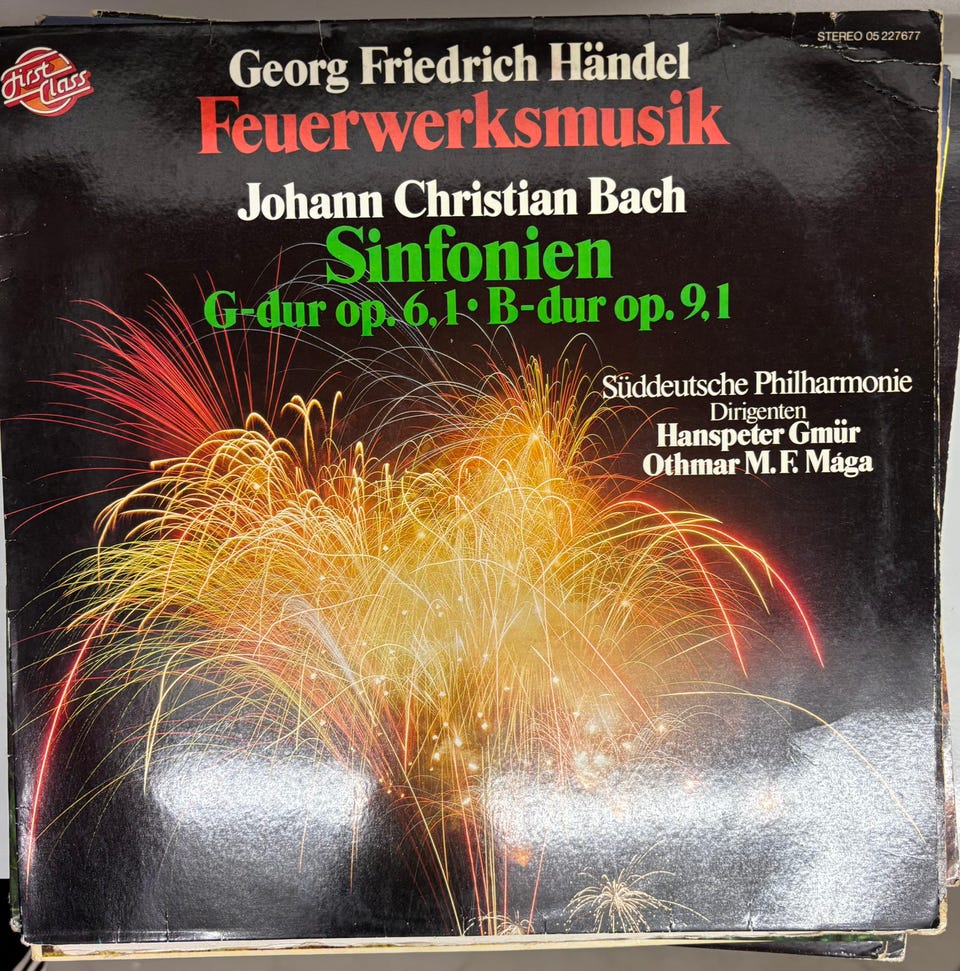 STEREO 05 227677
First Class
Georg Friedrich Händel
Feuerwerksmusik
Johann Christian Bach
Sinfonien
G-dur op. 6,1 · B-dur op. 9,1
Süddeutsche Philharmonie
Dirigenten
Hanspeter Gmür
Othmar M. F. Mága